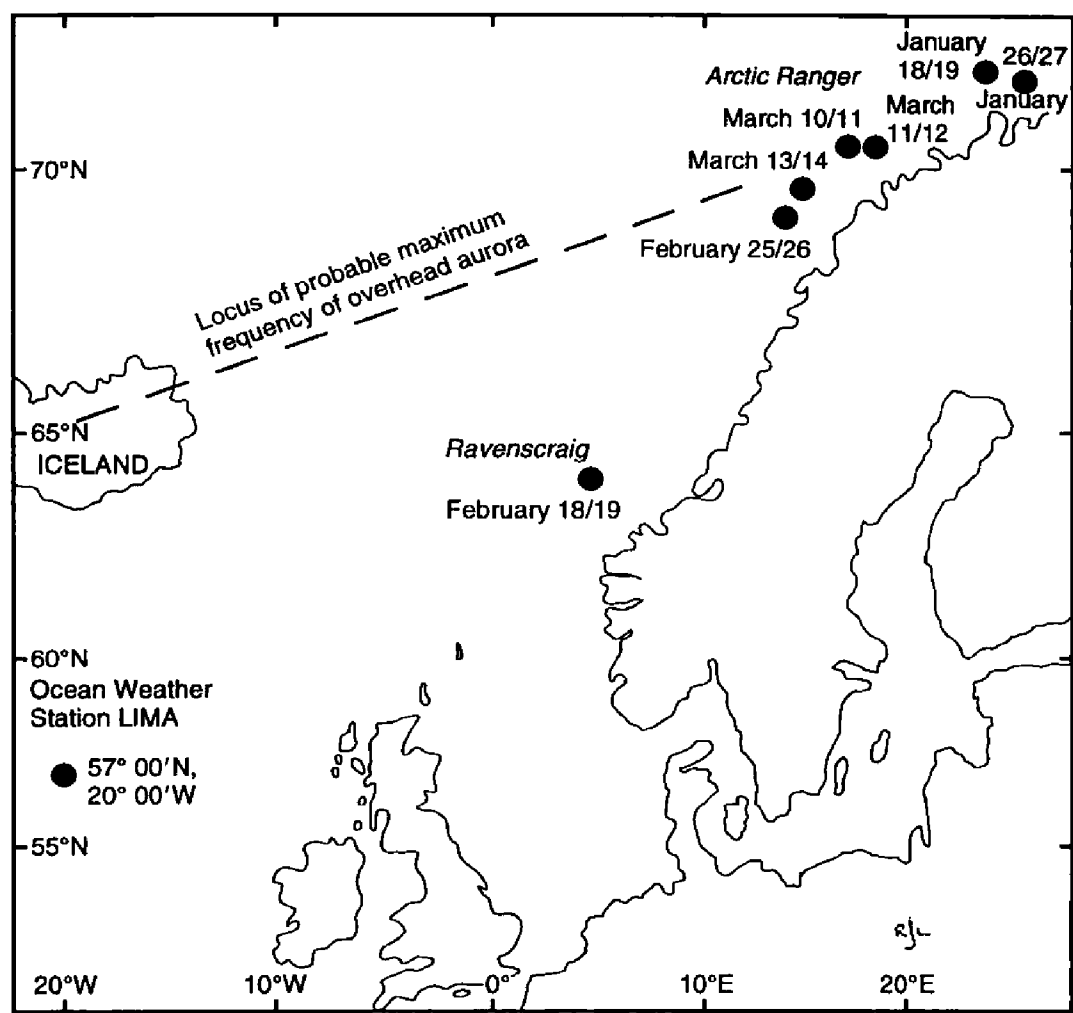 January
18/19
26/27
January
Arctic Ranger
March 10/11
March
11/12
March 13/14
February 25/26
70°N
Locus of probable maximum
frequency of overhead aurora
65°N
ICELAND
Ravenscraig
February 18/19
60°N
Ocean Weather
Station LIMA
57° 00'N,
20° 00'W
55°N
20°W
10°W
0°
10°E
20°E